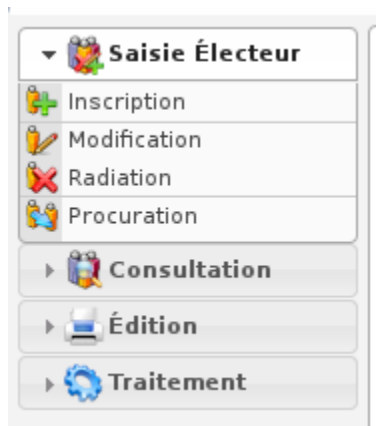 Saisie Électeur
Inscription
Modification
Radiation
Procuration
Consultation
Édition
Traitement